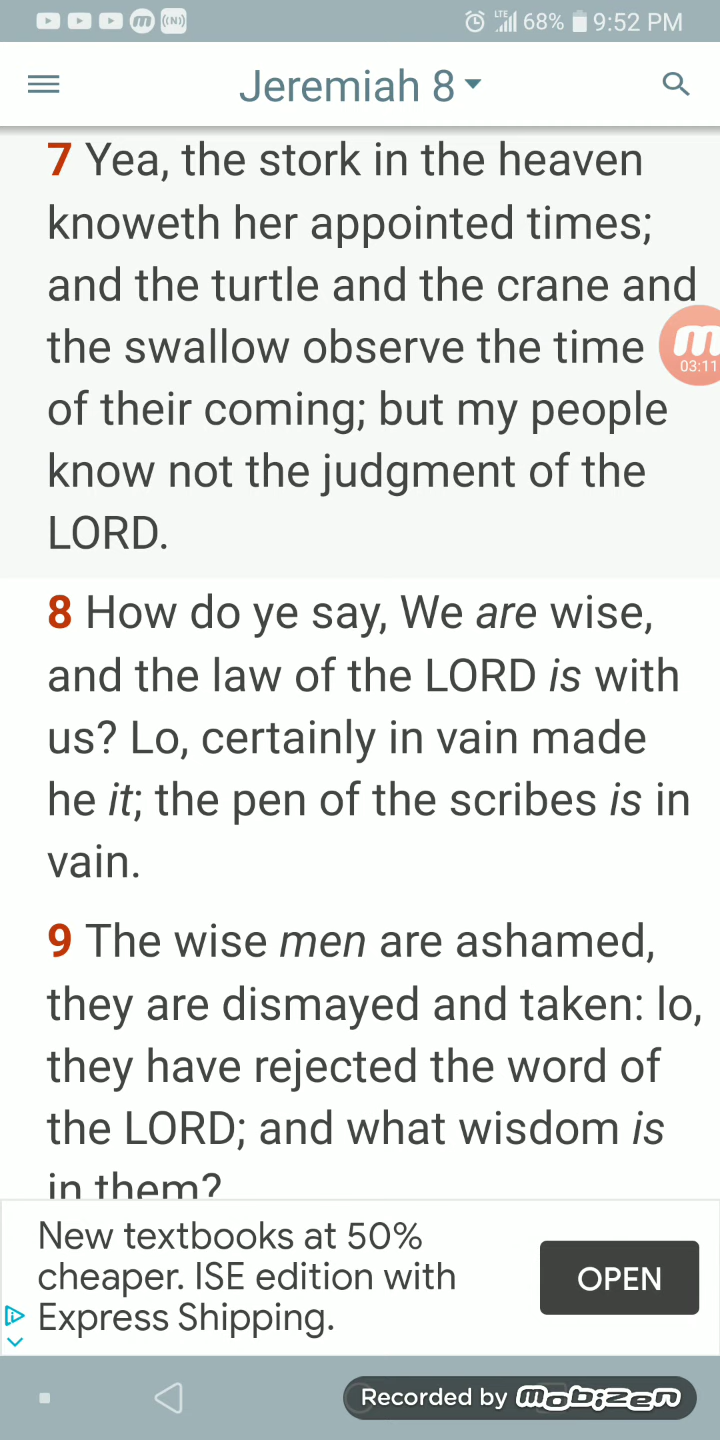 LTE 68% 9:52 PM
Jeremiah 8
7 Yea, the stork in the heaven
knoweth her appointed times;
and the turtle and the crane and
the swallow observe the time
03:11
of their coming; but my people
know not the judgment of the
LORD.
8 How do ye say, We are wise,
and the law of the LORD is with
us? Lo, certainly in vain made
he it; the pen of the scribes is in
vain.
9 The wise men are ashamed,
they are dismayed and taken: lo,
they have rejected the word of
the LORD; and what wisdom is
in them?
New textbooks at 50%
cheaper. ISE edition with
Express Shipping.
OPEN
Recorded by mobizen